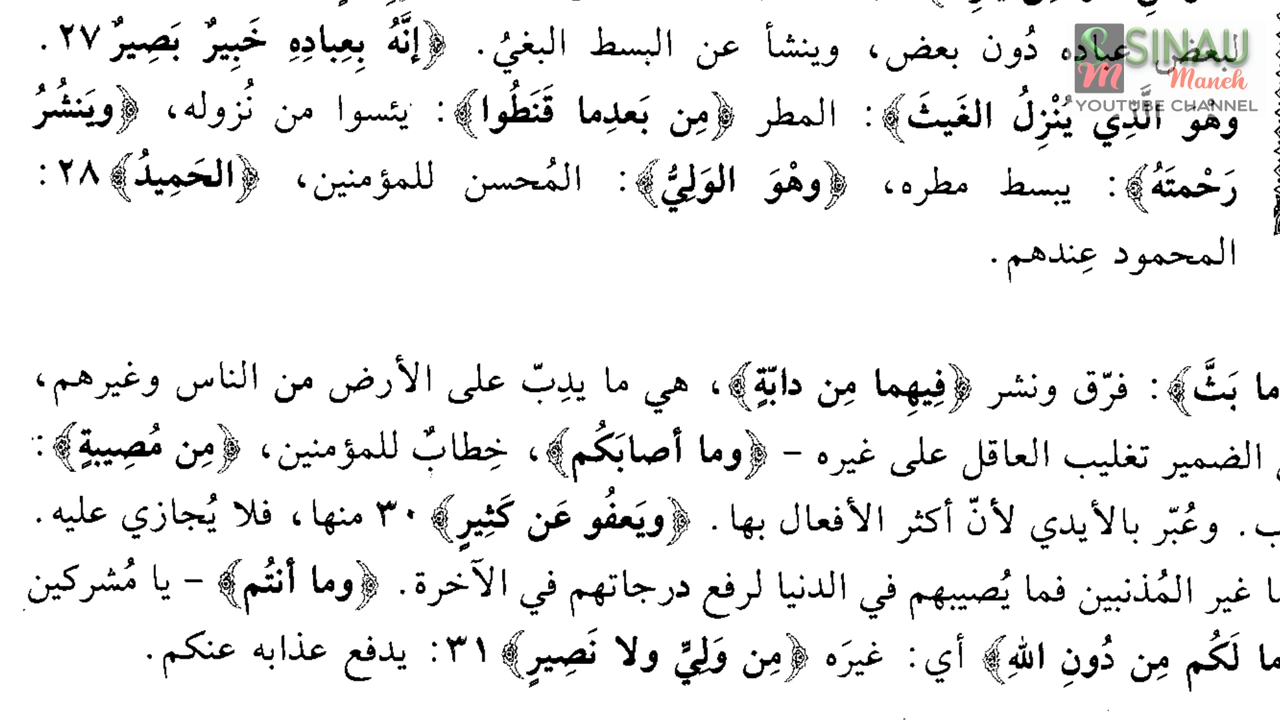 لبعض عباده دُون بعض، وينشأ عن البسط البغيُ. ﴿إنَّهُ بِعِبادِهِ خَبِيرٌ بَصِيرٌ ٢٧.
وهْوَ الَّذِي يُنْزِلُ الغَيثَ﴾: المطر ﴿مِن بَعدِما قَنَطُوا﴾: يئسوا من نُزوله، ﴿ويَنشُرُ
رَحْمتَهُ﴾: يبسط مطره، ﴿وهْوَ الوَلِيُّ﴾: المُحسن للمؤمنين، ﴿الحَمِيدُ﴾ ٢٨:
المحمود عِندهم.
ما بَثَّ﴾: فرّق ونشر ﴿فِيهِما مِن دابّةٍ﴾، هي ما يدِبّ على الأرض من الناس وغيرهم،
الضمير تغليب العاقل على غيره - ﴿وما أصابَكُم﴾، خِطابٌ للمؤمنين، ﴿مِن مُصِيبةٍ﴾:
وعُبّر بالأيدي لأنّ أكثر الأفعال بها. ﴿ويَعفُو عَن كَثِيرٍ﴾ ٣٠ منها، فلا يُجازي عليه.
غير المُذنبين فما يُصيبهم في الدنيا لرفع درجاتهم في الآخرة. ﴿وما أنتُم﴾ - يا مُشركين
ما لَكُم مِن دُونِ اللهِ﴾ أي: غيرَه ﴿مِن وَلِيٍّ ولا نَصِيرٍ﴾ ٣١: يدفع عذابه عنكم.
SINAU
Maneh
YOUTUBE CHANNEL